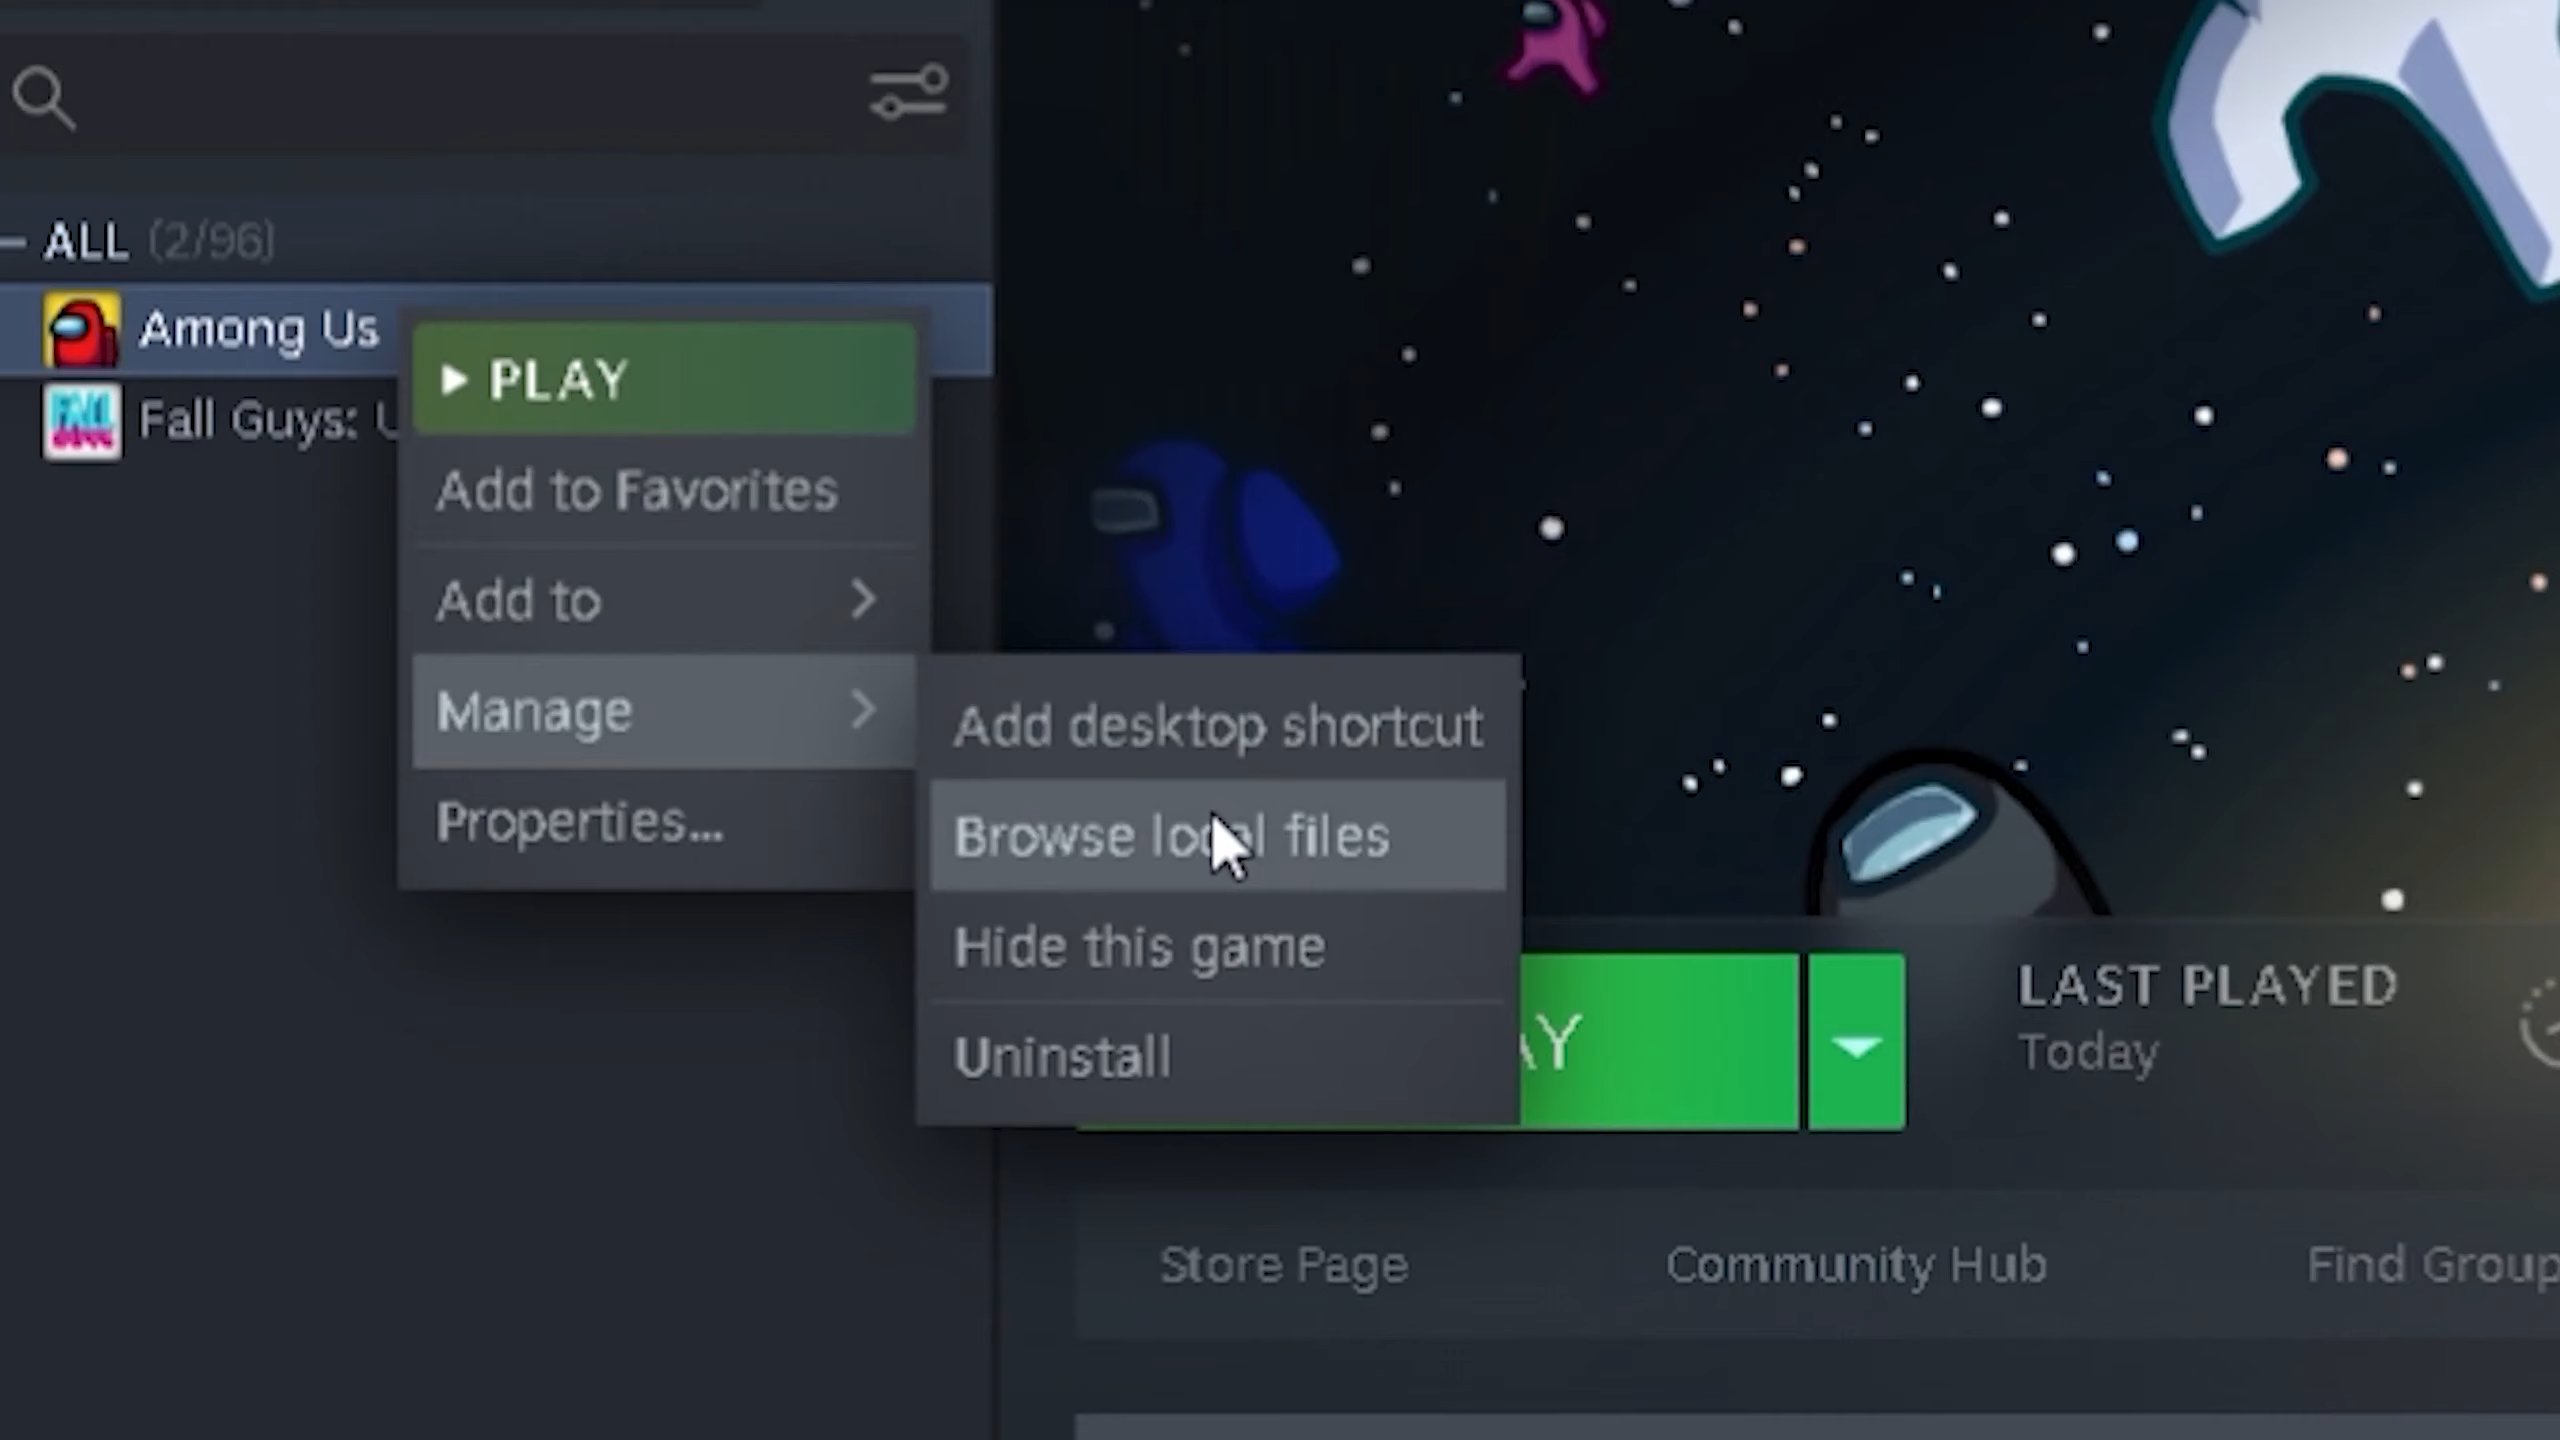 ALL (2/96)
Among Us
Fall Guys:
PLAY
Add to Favorites
Add to
Manage
Properties...
Add desktop shortcut
Browse local files
Hide this game
Uninstall
AY
LAST PLAYED
Today
Store Page
Community Hub
Find Group